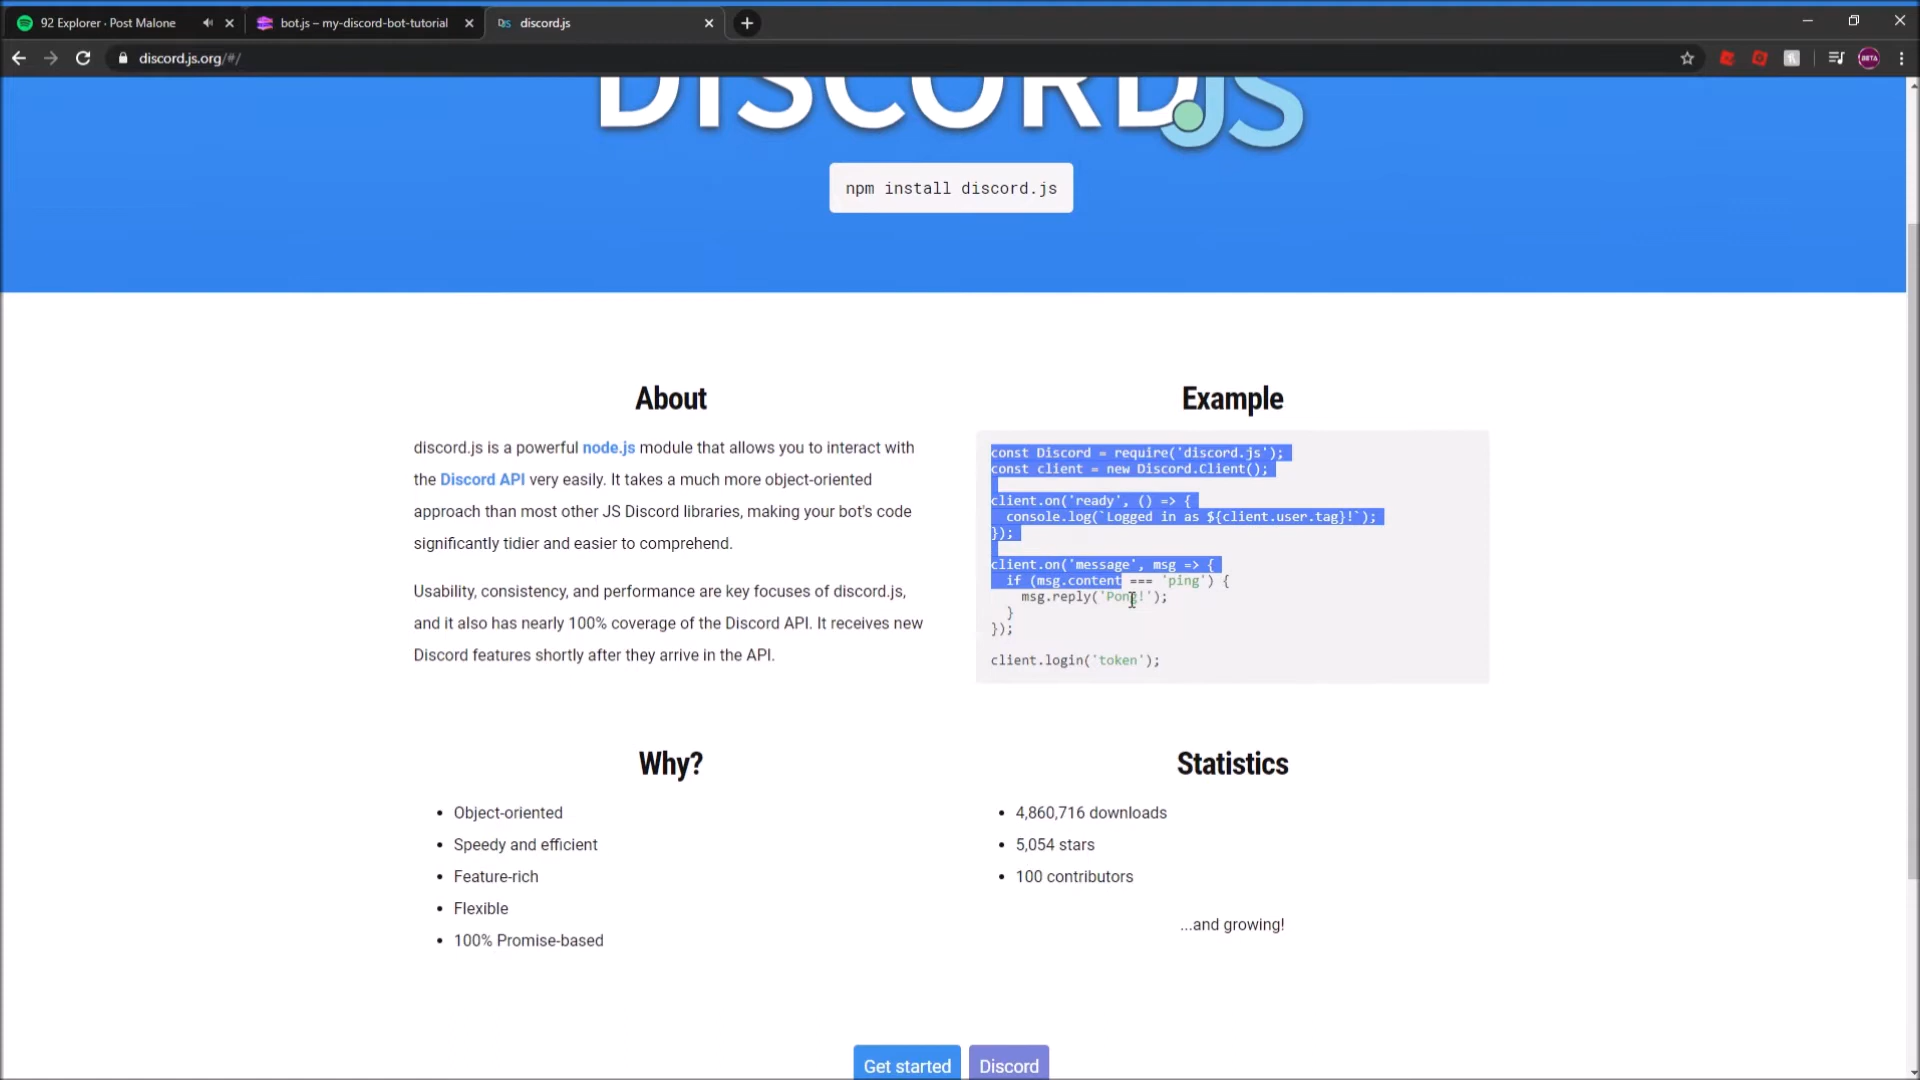 92 Explorer · Post Malone
bot.js – my-discord-bot-tutorial
discord.js
discord.js.org/#/
BETA
DISCORD.JS
npm install discord.js
About
discord.js is a powerful node.js module that allows you to interact with
the Discord API very easily. It takes a much more object-oriented
approach than most other JS Discord libraries, making your bot's code
significantly tidier and easier to comprehend.
Usability, consistency, and performance are key focuses of discord.js,
and it also has nearly 100% coverage of the Discord API. It receives new
Discord features shortly after they arrive in the API.
Example
const Discord = require('discord.js');
const client = new Discord.Client();
client.on('ready', () => {
  console.log(`Logged in as ${client.user.tag}!`);
});
client.on('message', msg => {
  if (msg.content === 'ping') {
    msg.reply('Pong!');
  }
});
client.login('token');
Why?
• Object-oriented
• Speedy and efficient
• Feature-rich
• Flexible
• 100% Promise-based
Statistics
• 4,860,716 downloads
• 5,054 stars
• 100 contributors
...and growing!
Get started
Discord